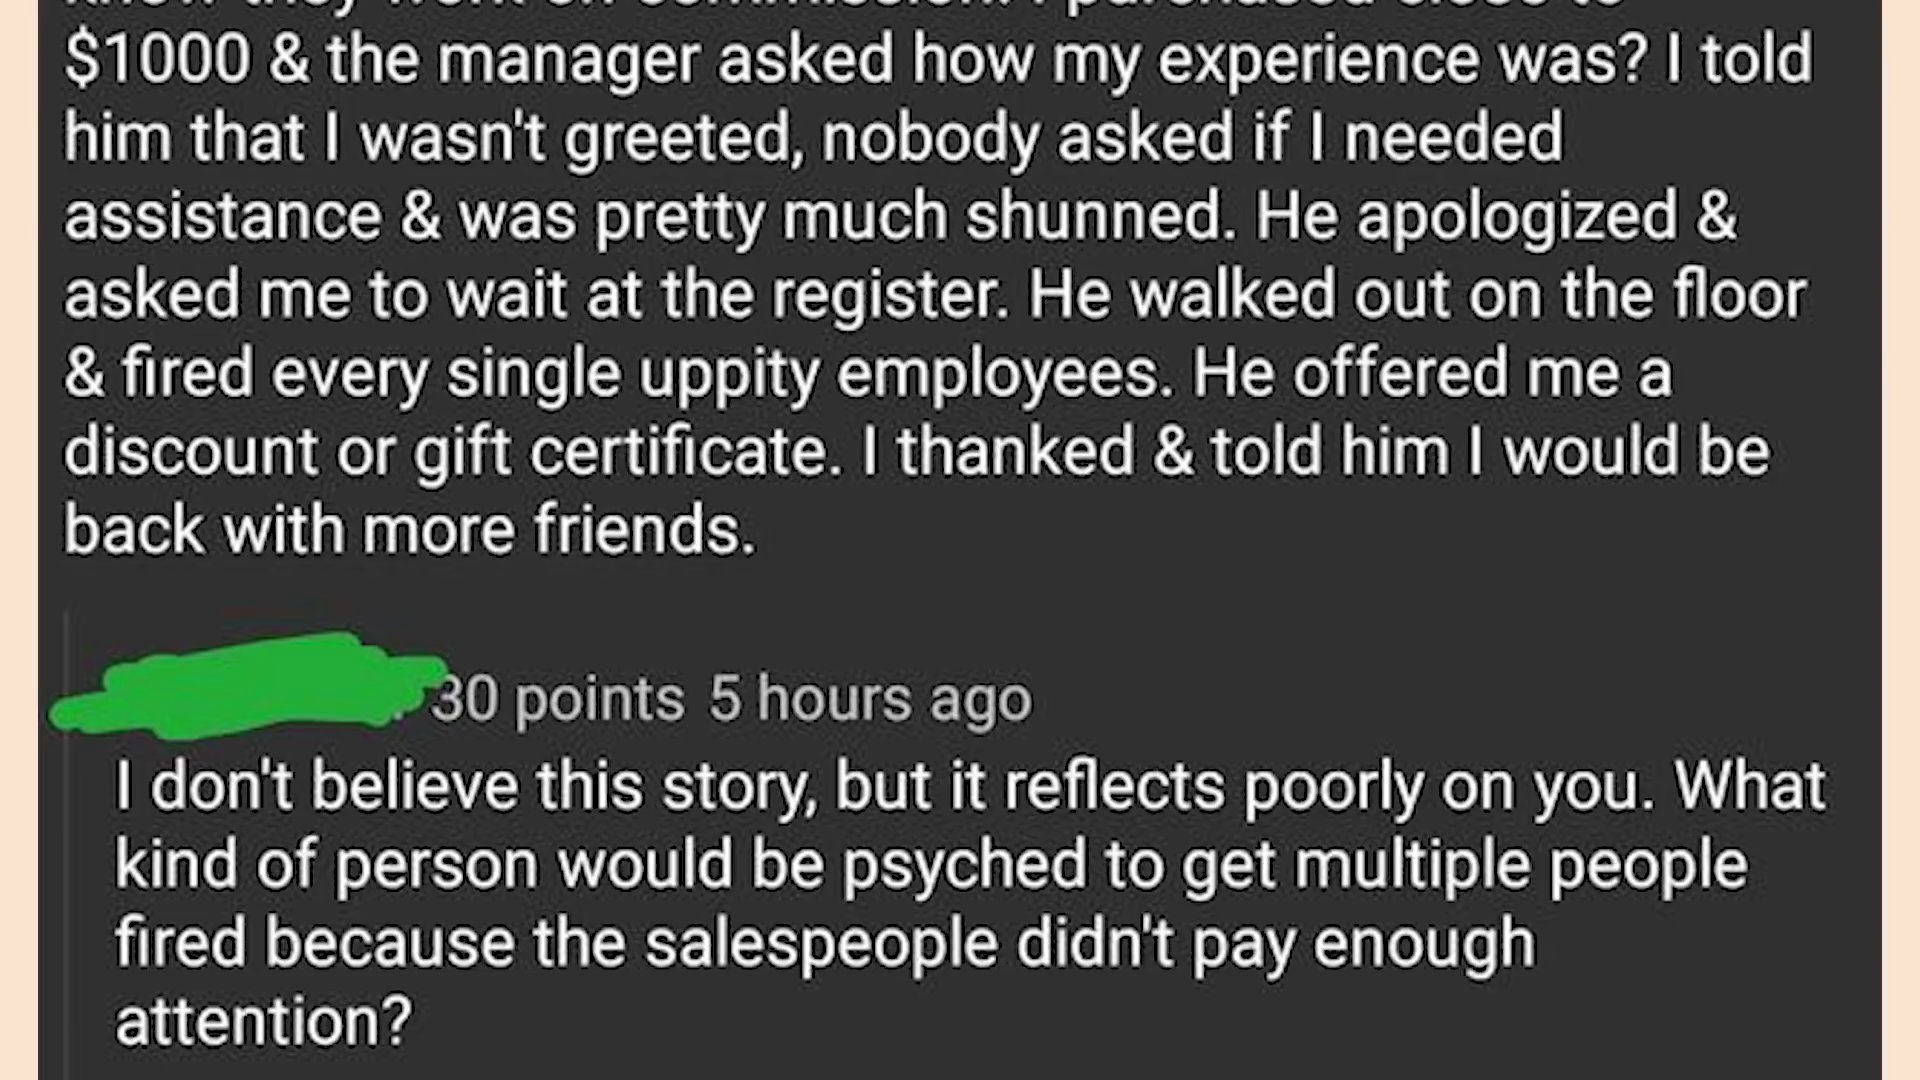 $1000 & the manager asked how my experience was? I told
him that I wasn't greeted, nobody asked if I needed
assistance & was pretty much shunned. He apologized &
asked me to wait at the register. He walked out on the floor
& fired every single uppity employees. He offered me a
discount or gift certificate. I thanked & told him I would be
back with more friends.
30 points 5 hours ago
I don't believe this story, but it reflects poorly on you. What
kind of person would be psyched to get multiple people
fired because the salespeople didn't pay enough
attention?